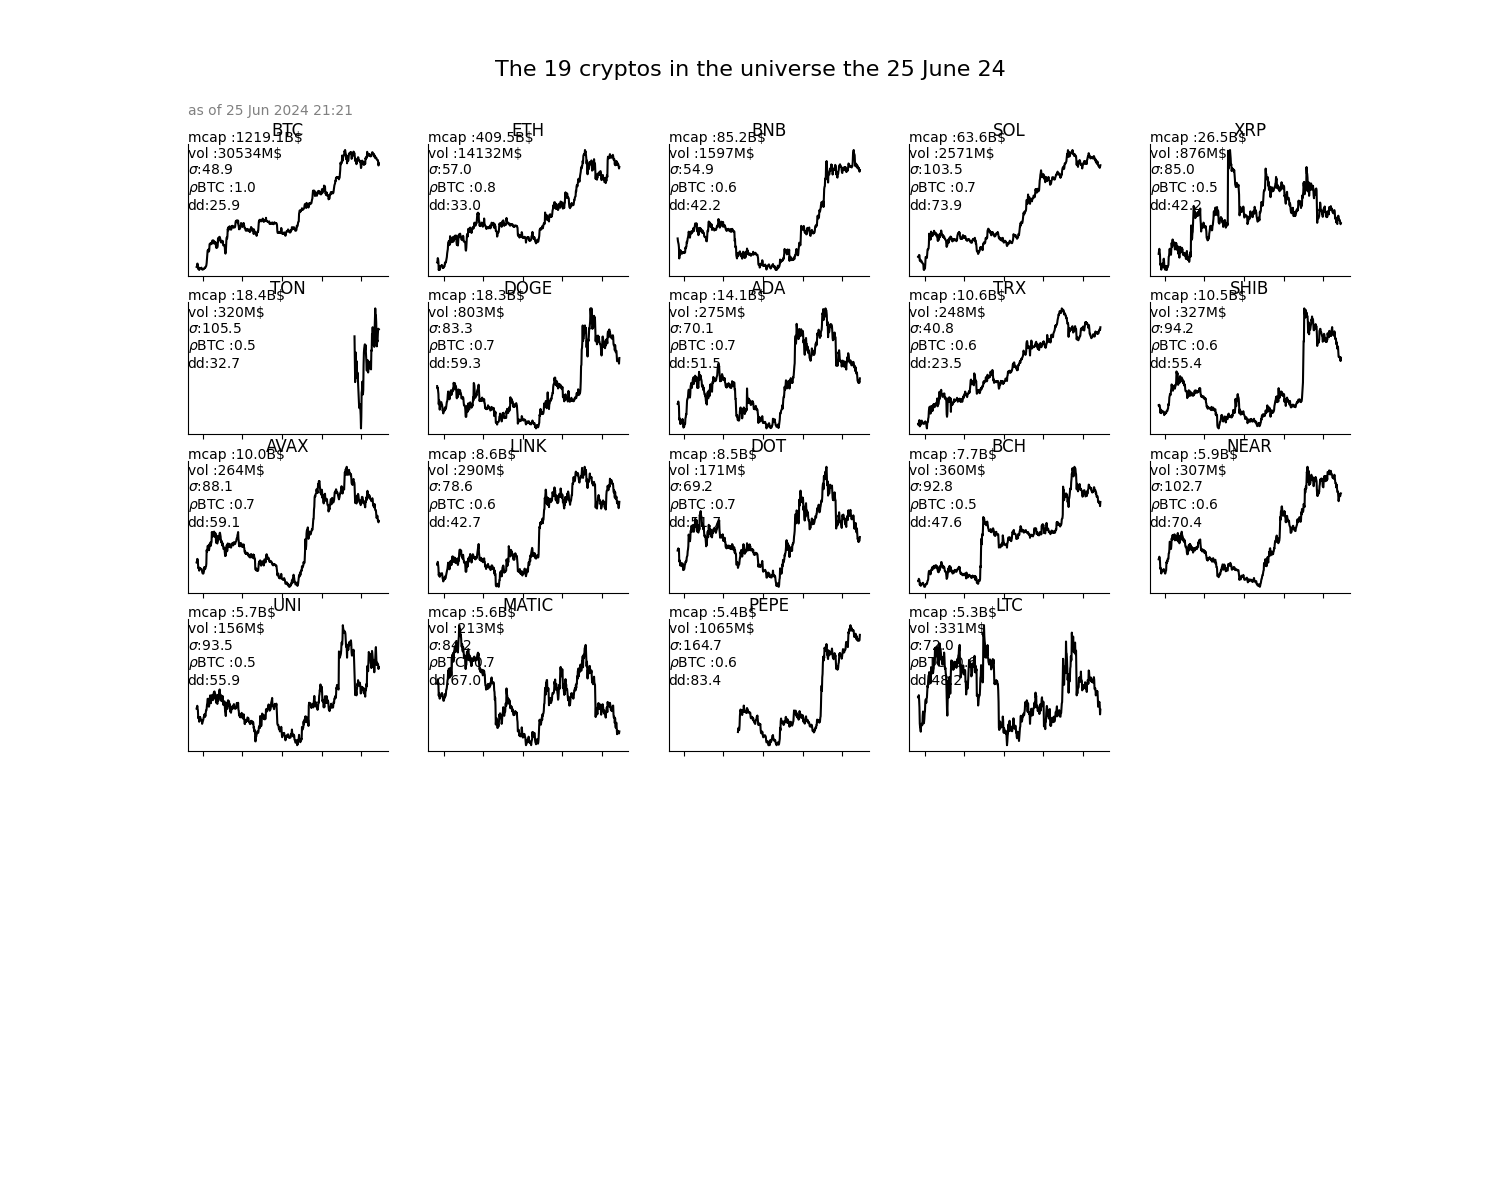 The 19 cryptos in the universe the 25 June 24
as of 25 Jun 2024 21:21
BTC
mcap :1219.1B$
vol :30534M$
σ:48.9
ρBTC :1.0
dd:25.9
ETH
mcap :409.5B$
vol :14132M$
σ:57.0
ρBTC :0.8
dd:33.0
BNB
mcap :85.2B$
vol :1597M$
σ:54.9
ρBTC :0.6
dd:42.2
SOL
mcap :63.6B$
vol :2571M$
σ:103.5
ρBTC :0.7
dd:73.9
XRP
mcap :26.5B$
vol :876M$
σ:85.0
ρBTC :0.5
dd:42.2
TON
mcap :18.4B$
vol :320M$
σ:105.5
ρBTC :0.5
dd:32.7
DOGE
mcap :18.3B$
vol :803M$
σ:83.3
ρBTC :0.7
dd:59.3
ADA
mcap :14.1B$
vol :275M$
σ:70.1
ρBTC :0.7
dd:51.5
TRX
mcap :10.6B$
vol :248M$
σ:40.8
ρBTC :0.6
dd:23.5
SHIB
mcap :10.5B$
vol :327M$
σ:94.2
ρBTC :0.6
dd:55.4
AVAX
mcap :10.0B$
vol :264M$
σ:88.1
ρBTC :0.7
dd:59.1
LINK
mcap :8.6B$
vol :290M$
σ:78.6
ρBTC :0.6
dd:42.7
DOT
mcap :8.5B$
vol :171M$
σ:69.2
ρBTC :0.7
BCH
mcap :7.7B$
vol :360M$
σ:92.8
ρBTC :0.5
dd:47.6
NEAR
mcap :5.9B$
vol :307M$
σ:102.7
ρBTC :0.6
dd:70.4
UNI
mcap :5.7B$
vol :156M$
σ:93.5
ρBTC :0.5
dd:55.9
MATIC
mcap :5.6B$
vol :213M$
σ:84.2
ρBTC :0.7
dd:67.0
PEPE
mcap :5.4B$
vol :1065M$
σ:164.7
ρBTC :0.6
dd:83.4
LTC
mcap :5.3B$
vol :331M$
σ:72.0
ρBTC
dd:48.2